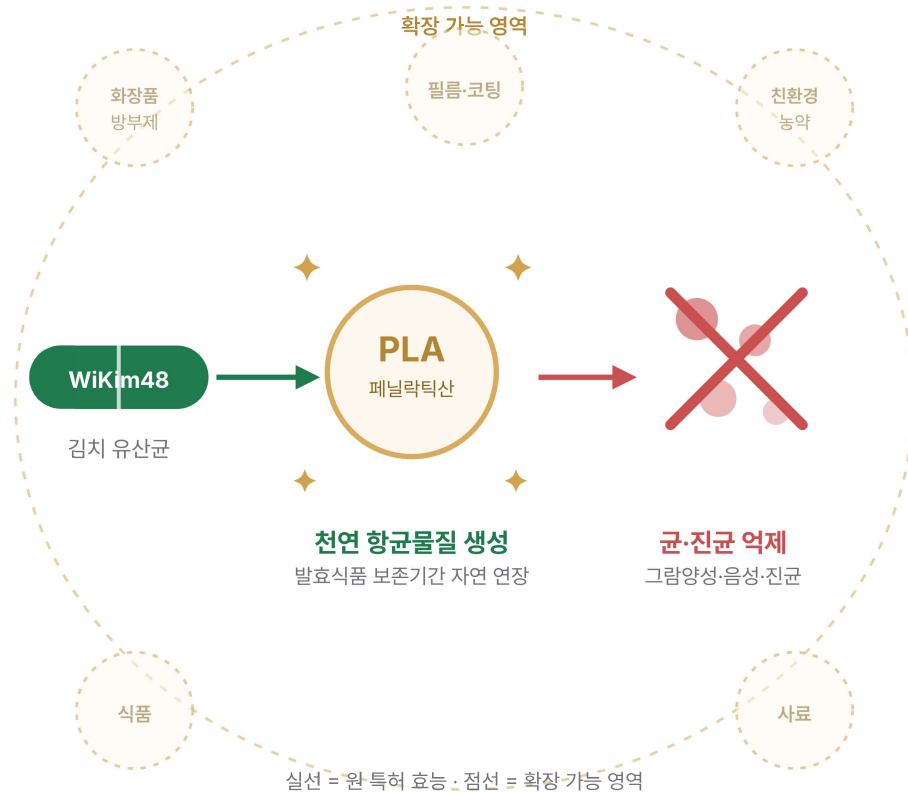 확장 가능 영역
화장품
방부제
필름·코팅
친환경
농약
WiKim48
김치 유산균
PLA
페닐락틱산
천연 항균물질 생성
발효식품 보존기간 자연 연장
균·진균 억제
그람양성·음성·진균
식품
사료
실선 = 원 특허 효능 · 점선 = 확장 가능 영역